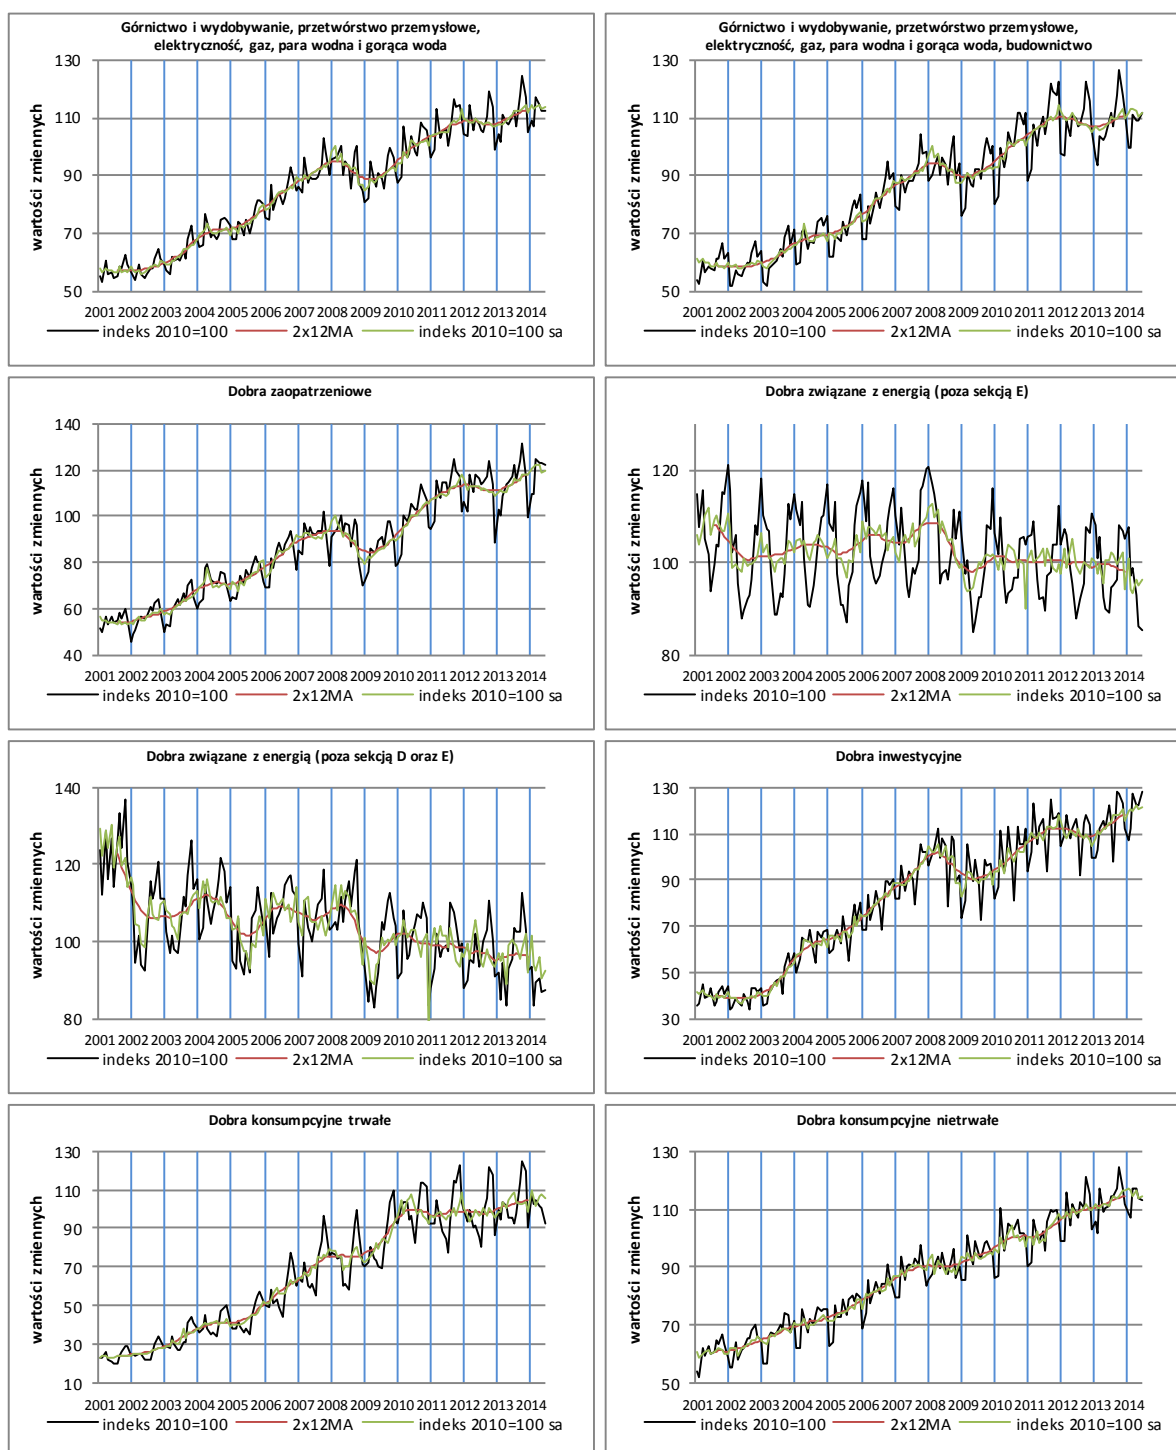 Górnictwo i wydobywanie, przetwórstwo przemysłowe,
elektryczność, gaz, para wodna i gorąca woda
wartości zmiennych
130
110
90
70
50
2001 2002 2003 2004 2005 2006 2007 2008 2009 2010 2011 2012 2013 2014
indeks 2010=100 2x12MA indeks 2010=100 sa
Górnictwo i wydobywanie, przetwórstwo przemysłowe,
elektryczność, gaz, para wodna i gorąca woda, budownictwo
wartości zmiennych
130
110
90
70
50
2001 2002 2003 2004 2005 2006 2007 2008 2009 2010 2011 2012 2013 2014
indeks 2010=100 2x12MA indeks 2010=100 sa
Dobra zaopatrzeniowe
wartości zmiennych
140
120
100
80
60
40
2001 2002 2003 2004 2005 2006 2007 2008 2009 2010 2011 2012 2013 2014
indeks 2010=100 2x12MA indeks 2010=100 sa
Dobra związane z energią (poza sekcją E)
wartości zmiennych
120
100
80
2001 2002 2003 2004 2005 2006 2007 2008 2009 2010 2011 2012 2013 2014
indeks 2010=100 2x12MA indeks 2010=100 sa
Dobra związane z energią (poza sekcją D oraz E)
wartości zmiennych
140
120
100
80
2001 2002 2003 2004 2005 2006 2007 2008 2009 2010 2011 2012 2013 2014
indeks 2010=100 2x12MA indeks 2010=100 sa
Dobra inwestycyjne
wartości zmiennych
130
110
90
70
50
30
2001 2002 2003 2004 2005 2006 2007 2008 2009 2010 2011 2012 2013 2014
indeks 2010=100 2x12MA indeks 2010=100 sa
Dobra konsumpcyjne trwałe
wartości zmiennych
130
110
90
70
50
30
10
2001 2002 2003 2004 2005 2006 2007 2008 2009 2010 2011 2012 2013 2014
indeks 2010=100 2x12MA indeks 2010=100 sa
Dobra konsumpcyjne nietrwałe
wartości zmiennych
130
110
90
70
50
2001 2002 2003 2004 2005 2006 2007 2008 2009 2010 2011 2012 2013 2014
indeks 2010=100 2x12MA indeks 2010=100 sa